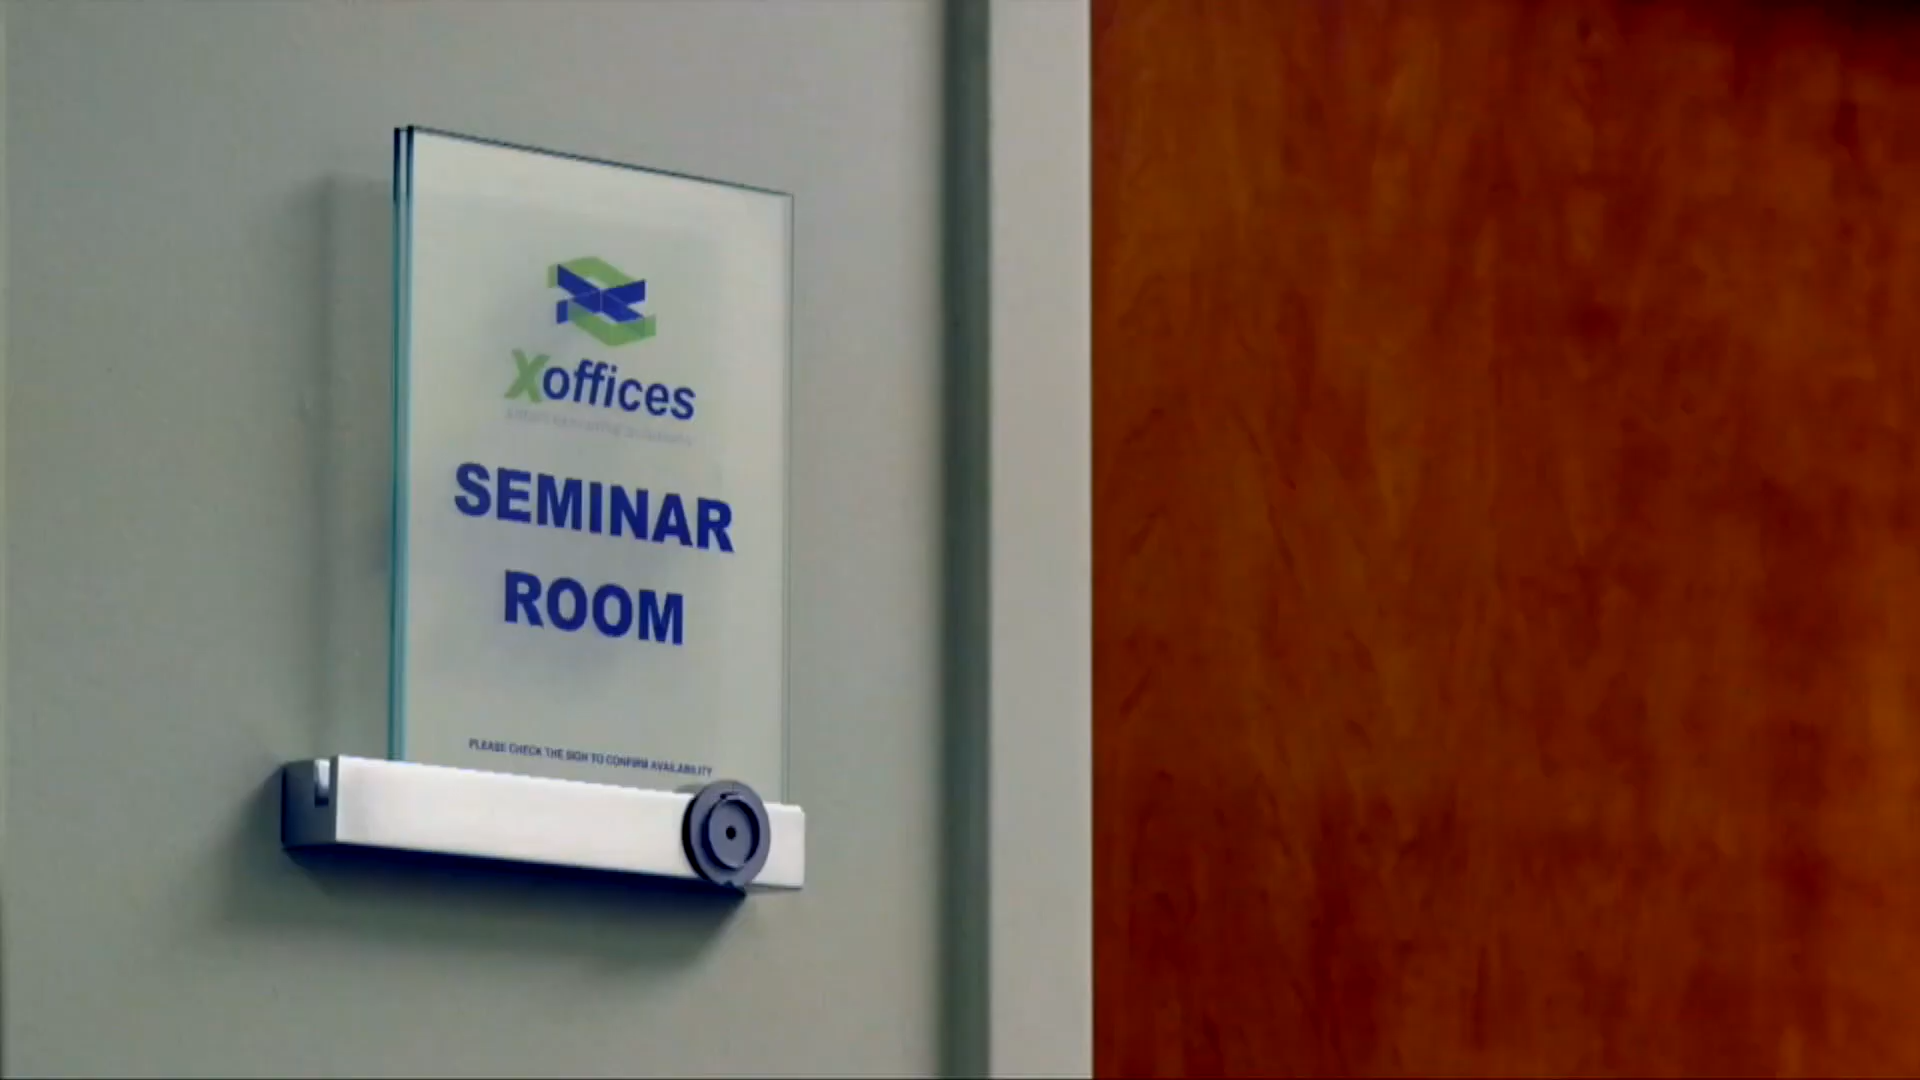 Xoffices
SEMINAR
ROOM
PLEASE CHECK THE SIGN TO CONFIRM AVAILABILITY